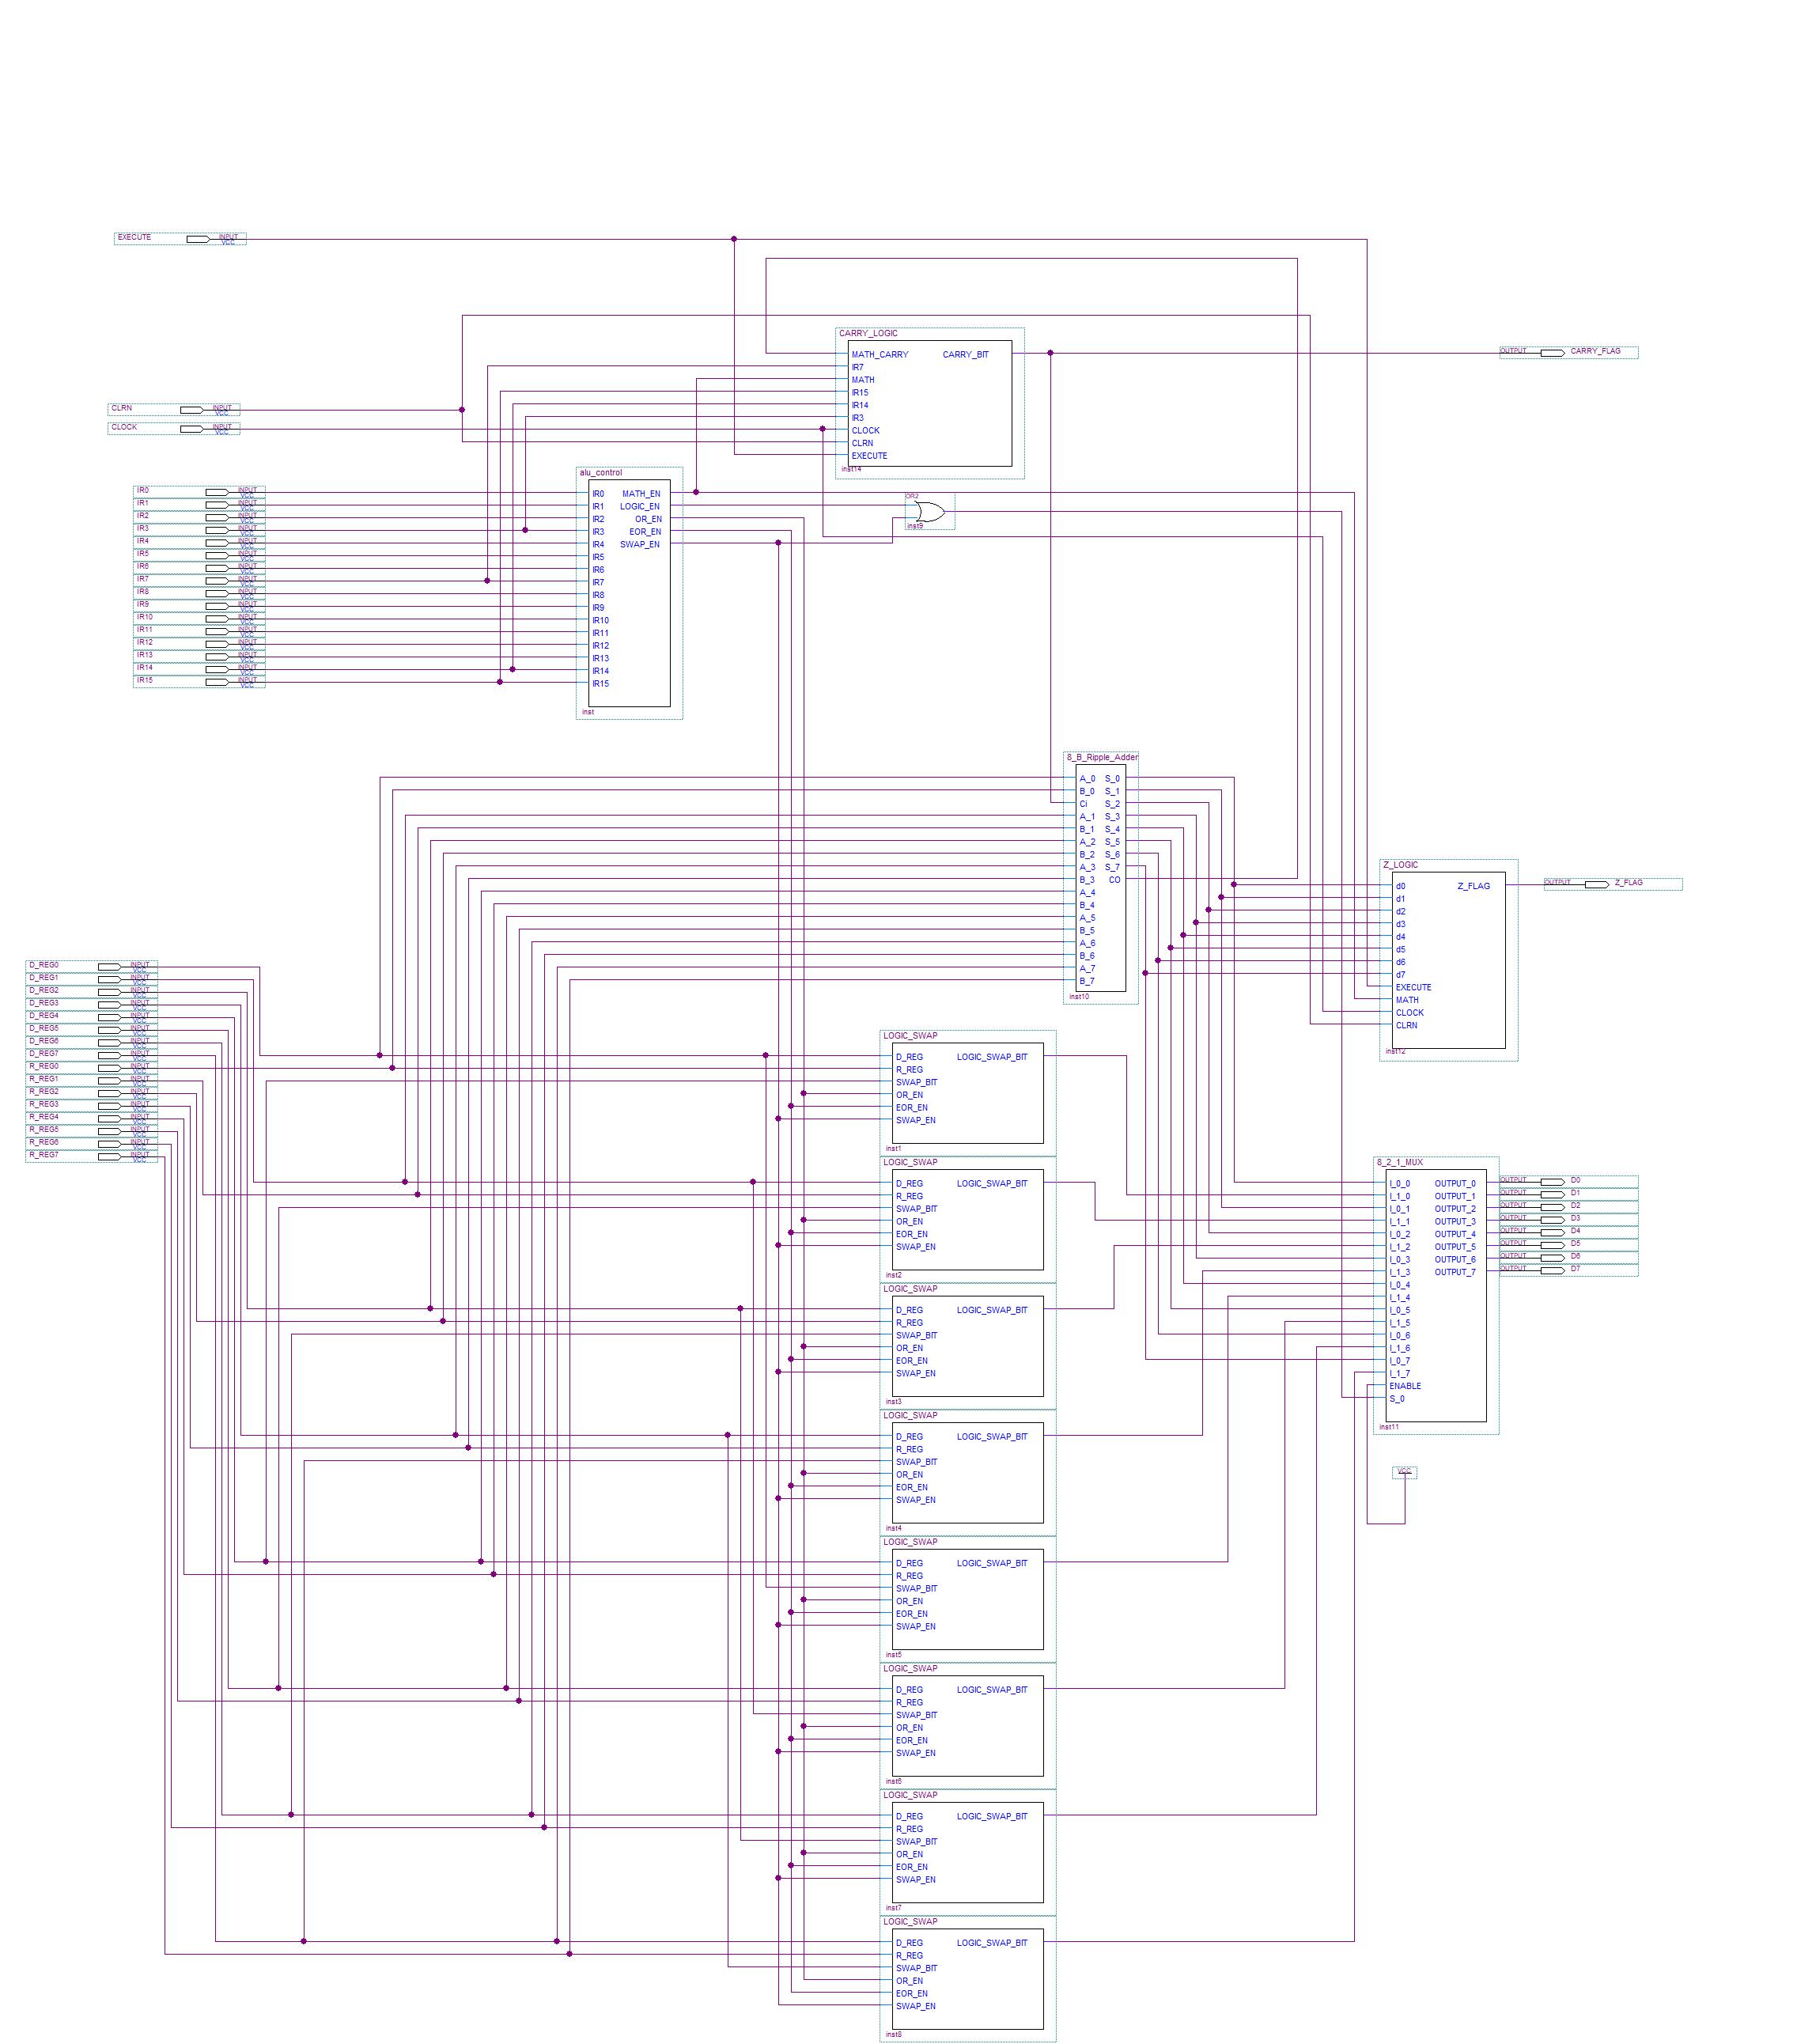 EXECUTE INPUT
VCC
CARRY_LOGIC
MATH_CARRY CARRY_BIT
IR7
MATH
IR15
IR14
IR3
CLOCK
CLRN
EXECUTE
inst14
OUTPUT CARRY_FLAG
CLRN INPUT
VCC
CLOCK INPUT
VCC
IR0 INPUT
VCC
IR1 INPUT
VCC
IR2 INPUT
VCC
IR3 INPUT
VCC
IR4 INPUT
VCC
IR5 INPUT
VCC
IR6 INPUT
VCC
IR7 INPUT
VCC
IR8 INPUT
VCC
IR9 INPUT
VCC
IR10 INPUT
VCC
IR11 INPUT
VCC
IR12 INPUT
VCC
IR13 INPUT
VCC
IR14 INPUT
VCC
IR15 INPUT
VCC
alu_control
IR0 MATH_EN
IR1 LOGIC_EN
IR2 OR_EN
IR3 EOR_EN
IR4 SWAP_EN
IR5
IR6
IR7
IR8
IR9
IR10
IR11
IR12
IR13
IR14
IR15
inst
OR2
inst9
8_B_Ripple_Adder
A_0 S_0
B_0 S_1
Ci S_2
A_1 S_3
B_1 S_4
A_2 S_5
B_2 S_6
A_3 S_7
B_3 CO
A_4
B_4
A_5
B_5
A_6
B_6
A_7
B_7
inst10
Z_LOGIC
d0 Z_FLAG
d1
d2
d3
d4
d5
d6
d7
EXECUTE
MATH
CLOCK
CLRN
inst12
OUTPUT Z_FLAG
D_REG0 INPUT
VCC
D_REG1 INPUT
VCC
D_REG2 INPUT
VCC
D_REG3 INPUT
VCC
D_REG4 INPUT
VCC
D_REG5 INPUT
VCC
D_REG6 INPUT
VCC
D_REG7 INPUT
VCC
R_REG0 INPUT
VCC
R_REG1 INPUT
VCC
R_REG2 INPUT
VCC
R_REG3 INPUT
VCC
R_REG4 INPUT
VCC
R_REG5 INPUT
VCC
R_REG6 INPUT
VCC
R_REG7 INPUT
VCC
LOGIC_SWAP
D_REG LOGIC_SWAP_BIT
R_REG
SWAP_BIT
OR_EN
EOR_EN
SWAP_EN
inst1
LOGIC_SWAP
D_REG LOGIC_SWAP_BIT
R_REG
SWAP_BIT
OR_EN
EOR_EN
SWAP_EN
inst2
LOGIC_SWAP
D_REG LOGIC_SWAP_BIT
R_REG
SWAP_BIT
OR_EN
EOR_EN
SWAP_EN
inst3
LOGIC_SWAP
D_REG LOGIC_SWAP_BIT
R_REG
SWAP_BIT
OR_EN
EOR_EN
SWAP_EN
inst4
LOGIC_SWAP
D_REG LOGIC_SWAP_BIT
R_REG
SWAP_BIT
OR_EN
EOR_EN
SWAP_EN
inst5
LOGIC_SWAP
D_REG LOGIC_SWAP_BIT
R_REG
SWAP_BIT
OR_EN
EOR_EN
SWAP_EN
inst6
LOGIC_SWAP
D_REG LOGIC_SWAP_BIT
R_REG
SWAP_BIT
OR_EN
EOR_EN
SWAP_EN
inst7
LOGIC_SWAP
D_REG LOGIC_SWAP_BIT
R_REG
SWAP_BIT
OR_EN
EOR_EN
SWAP_EN
inst8
8_2_1_MUX
I_0_0 OUTPUT_0
I_1_0 OUTPUT_1
I_0_1 OUTPUT_2
I_1_1 OUTPUT_3
I_0_2 OUTPUT_4
I_1_2 OUTPUT_5
I_0_3 OUTPUT_6
I_1_3 OUTPUT_7
I_0_4
I_1_4
I_0_5
I_1_5
I_0_6
I_1_6
I_0_7
I_1_7
ENABLE
S_0
inst11
OUTPUT D0
OUTPUT D1
OUTPUT D2
OUTPUT D3
OUTPUT D4
OUTPUT D5
OUTPUT D6
OUTPUT D7
VCC